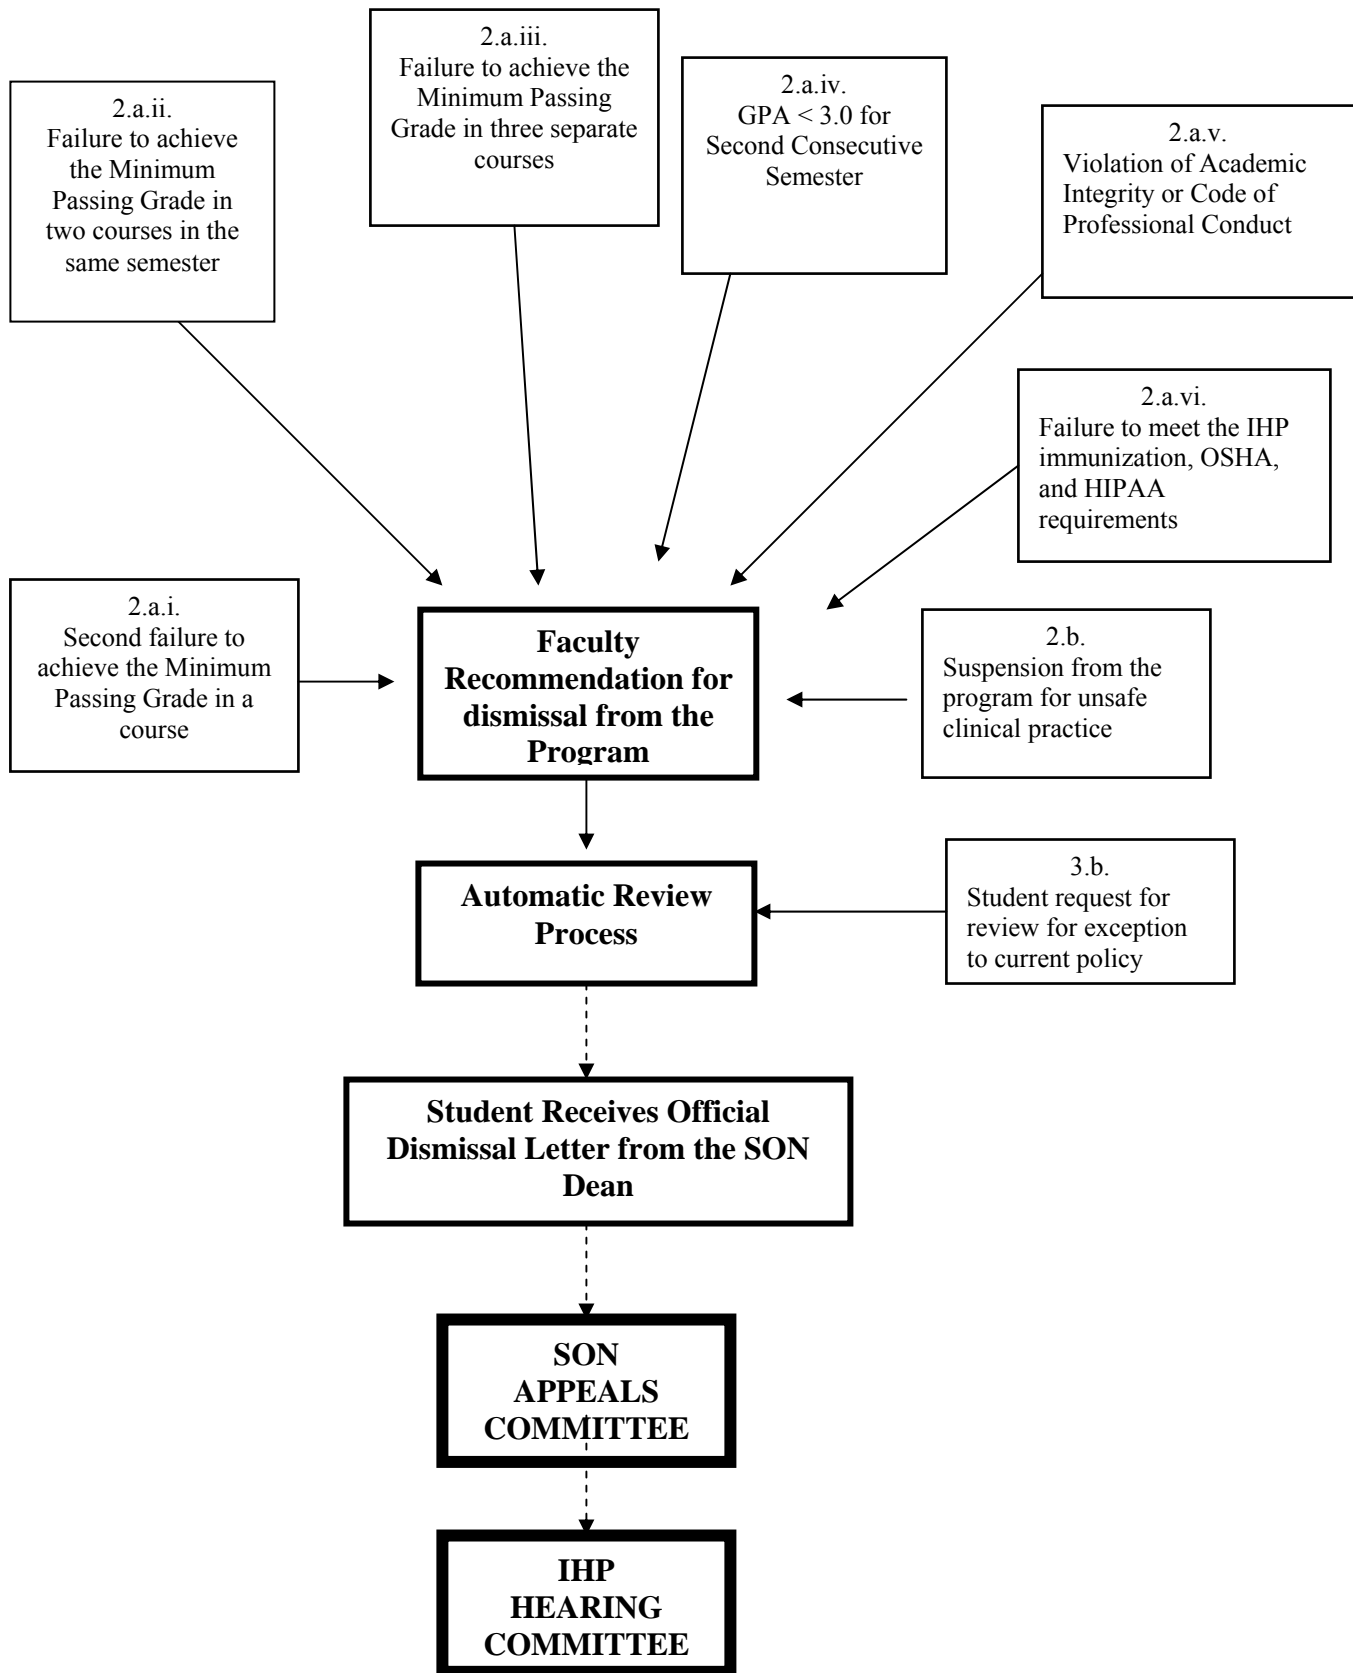 2.a.iii.
Failure to achieve the
Minimum Passing
Grade in three separate
courses
2.a.iv.
GPA < 3.0 for
Second Consecutive
Semester
2.a.ii.
Failure to achieve
the Minimum
Passing Grade in
two courses in the
same semester
2.a.v.
Violation of Academic
Integrity or Code of
Professional Conduct
2.a.vi.
Failure to meet the IHP
immunization, OSHA,
and HIPAA
requirements
2.a.i.
Second failure to
achieve the Minimum
Passing Grade in a
course
Faculty
Recommendation for
dismissal from the
Program
2.b.
Suspension from the
program for unsafe
clinical practice
Automatic Review
Process
3.b.
Student request for
review for exception
to current policy
Student Receives Official
Dismissal Letter from the SON
Dean
SON
APPEALS
COMMITTEE
IHP
HEARING
COMMITTEE